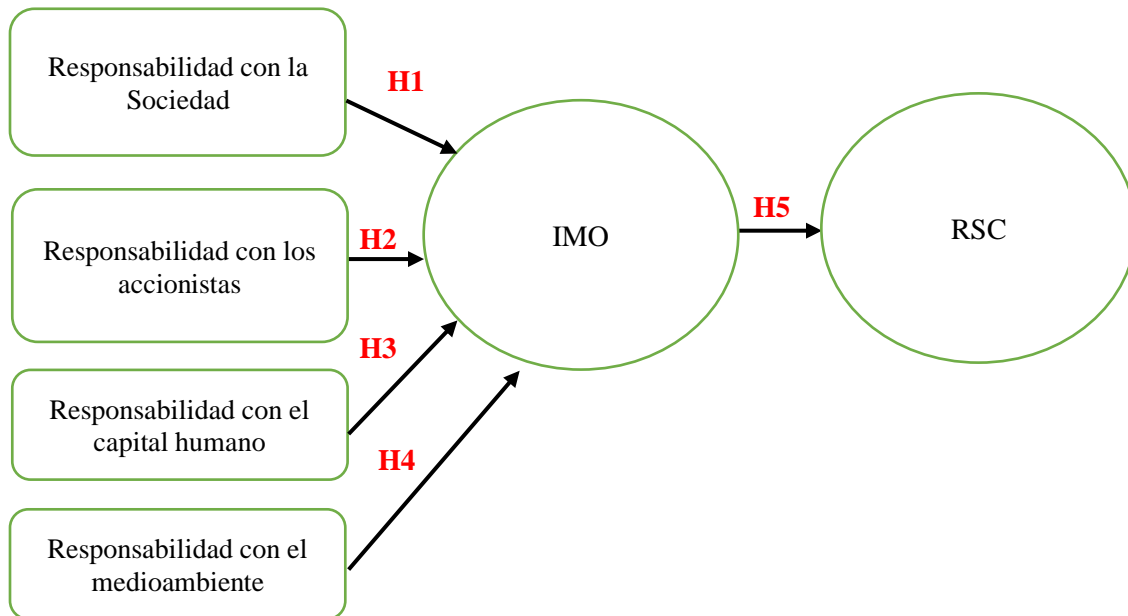 Responsabilidad con la
Sociedad
H1
Responsabilidad con los
accionistas
H2
IMO
H5
RSC
H3
Responsabilidad con el
capital humano
H4
Responsabilidad con el
medioambiente